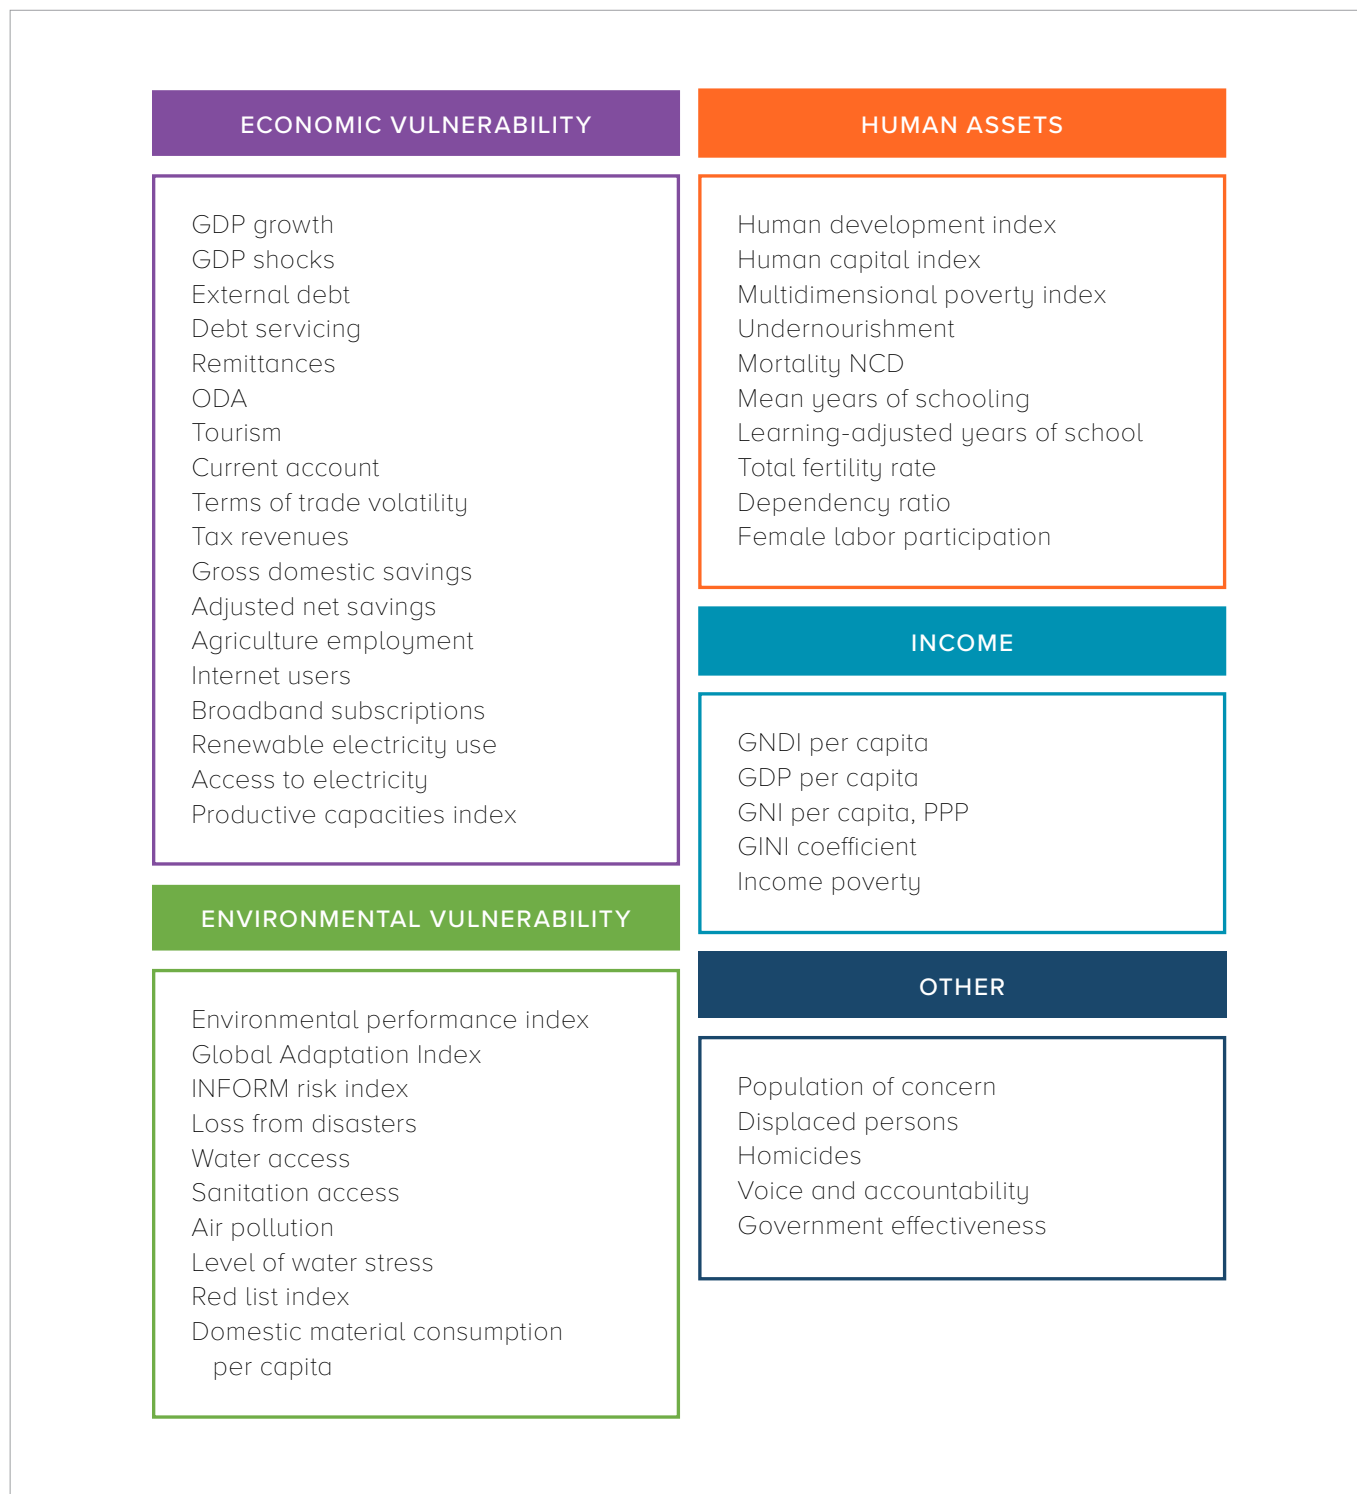 ECONOMIC VULNERABILITY
GDP growth
GDP shocks
External debt
Debt servicing
Remittances
ODA
Tourism
Current account
Terms of trade volatility
Tax revenues
Gross domestic savings
Adjusted net savings
Agriculture employment
Internet users
Broadband subscriptions
Renewable electricity use
Access to electricity
Productive capacities index
ENVIRONMENTAL VULNERABILITY
Environmental performance index
Global Adaptation Index
INFORM risk index
Loss from disasters
Water access
Sanitation access
Air pollution
Level of water stress
Red list index
Domestic material consumption
per capita
HUMAN ASSETS
Human development index
Human capital index
Multidimensional poverty index
Undernourishment
Mortality NCD
Mean years of schooling
Learning-adjusted years of school
Total fertility rate
Dependency ratio
Female labor participation
INCOME
GNDI per capita
GDP per capita
GNI per capita, PPP
GINI coefficient
Income poverty
OTHER
Population of concern
Displaced persons
Homicides
Voice and accountability
Government effectiveness